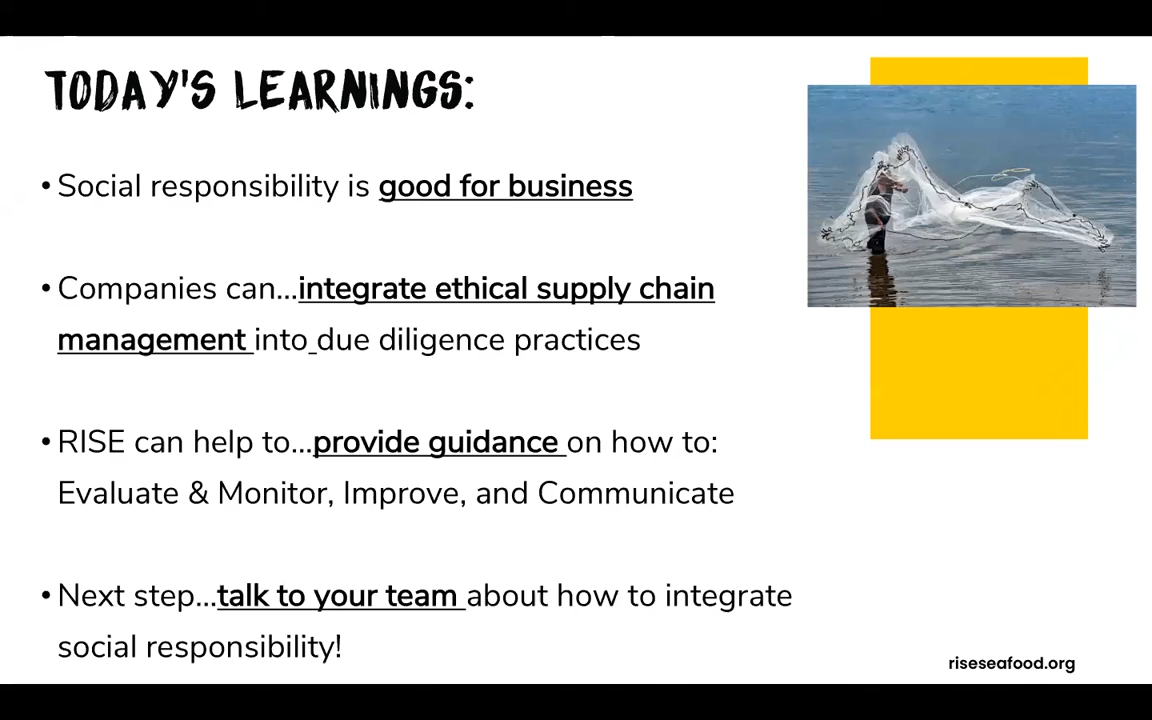 TODAY'S LEARNINGS:
• Social responsibility is good for business
• Companies can...integrate ethical supply chain
management into due diligence practices
• RISE can help to...provide guidance on how to:
Evaluate & Monitor, Improve, and Communicate
• Next step...talk to your team about how to integrate
social responsibility!
riseseafood.org